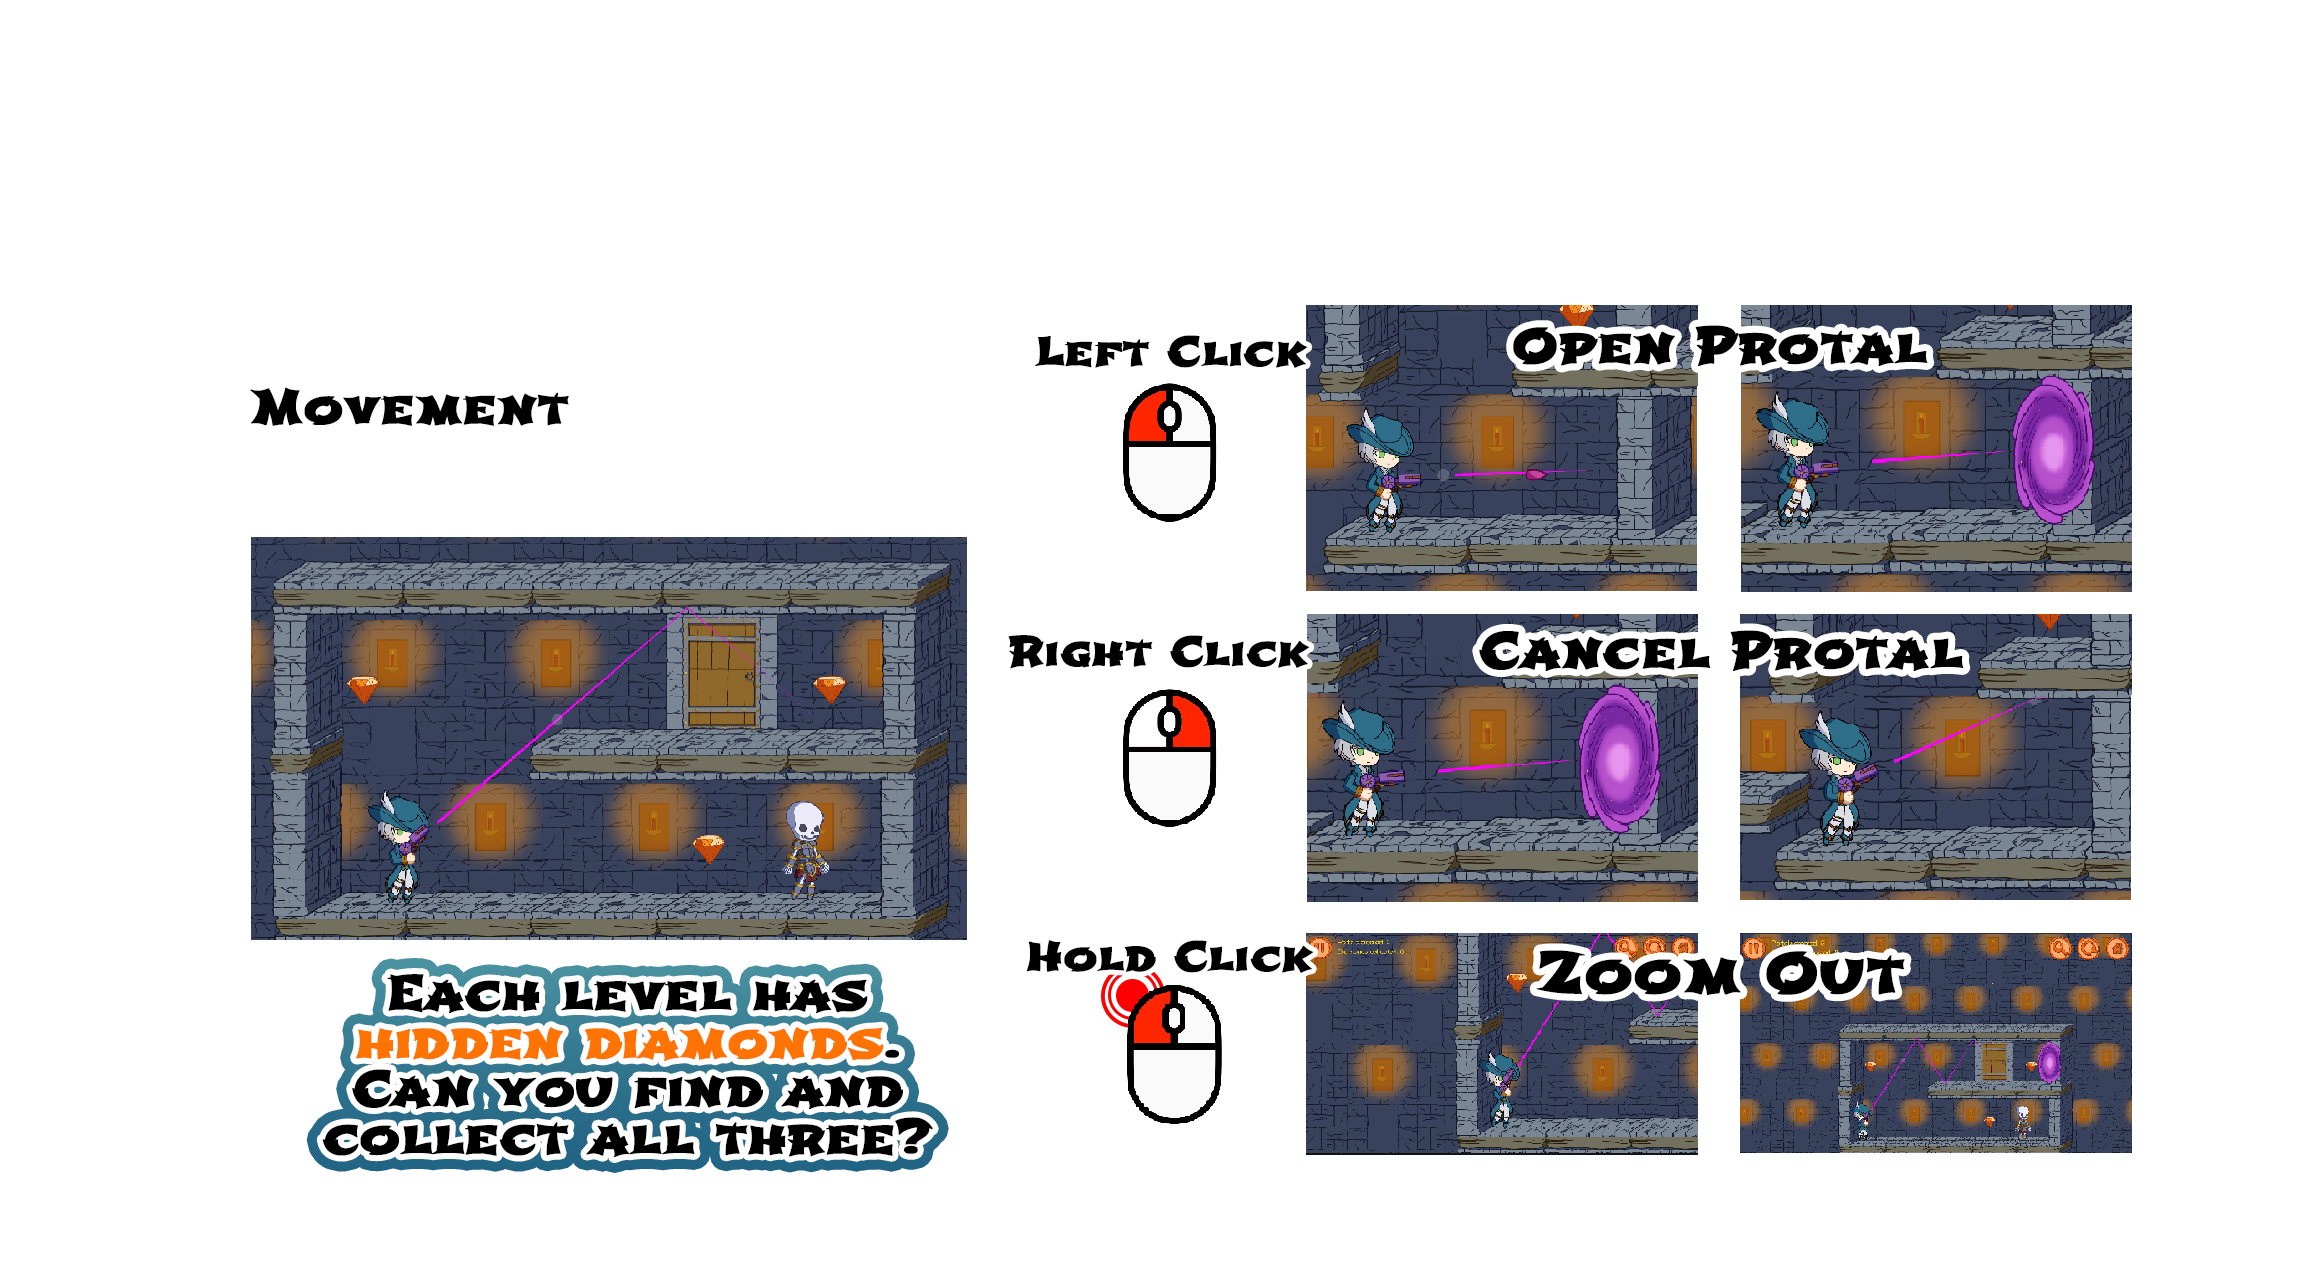 Movement
Each level has
hidden diamonds.
Can you find and
collect all three?
Left Click
Open Protal
Right Click
Cancel Protal
Hold Click
Zoom Out